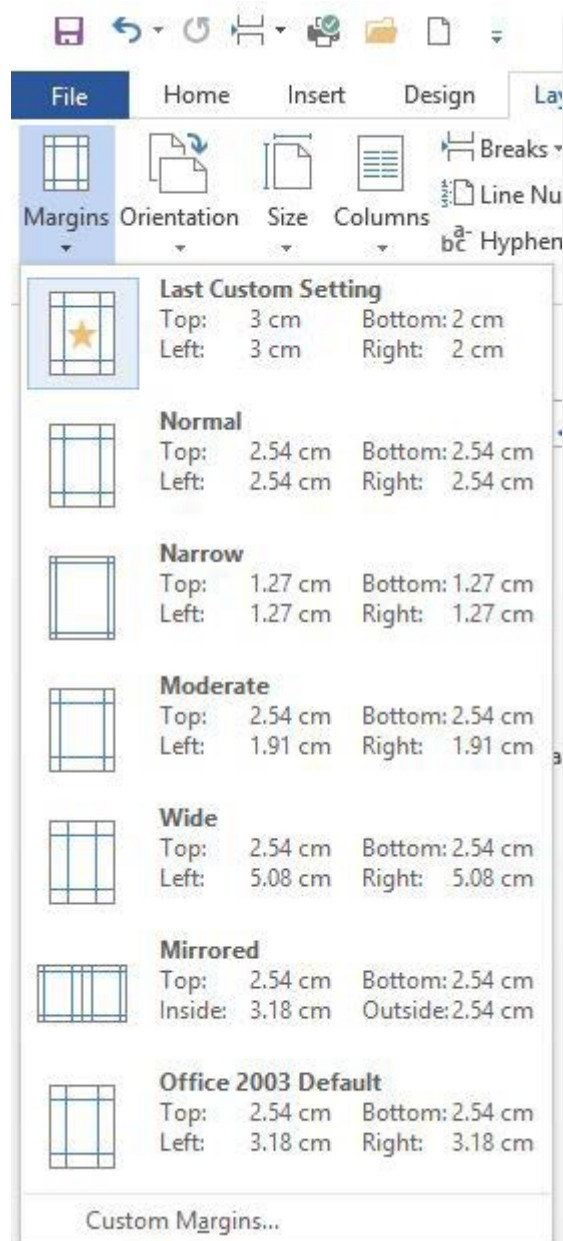 File Home Insert Design
Breaks
Line
Margins Orientation Size Columns
bc a-
Last Custom Setting
Top: 3 cm Bottom: 2 cm
Left: 3 cm Right: 2 cm
Normal
Top: 2.54 cm Bottom: 2.54 cm
Left: 2.54 cm Right: 2.54 cm
Narrow
Top: 1.27 cm Bottom: 1.27 cm
Left: 1.27 cm Right: 1.27 cm
Moderate
Top: 2.54 cm Bottom: 2.54 cm
Left: 1.91 cm Right: 1.91 cm
Wide
Top: 2.54 cm Bottom: 2.54 cm
Left: 5.08 cm Right: 5.08 cm
Mirrored
Top: 2.54 cm Bottom: 2.54 cm
Inside: 3.18 cm Outside: 2.54 cm
Office 2003 Default
Top: 2.54 cm Bottom: 2.54 cm
Left: 3.18 cm Right: 3.18 cm
Custom Margins...